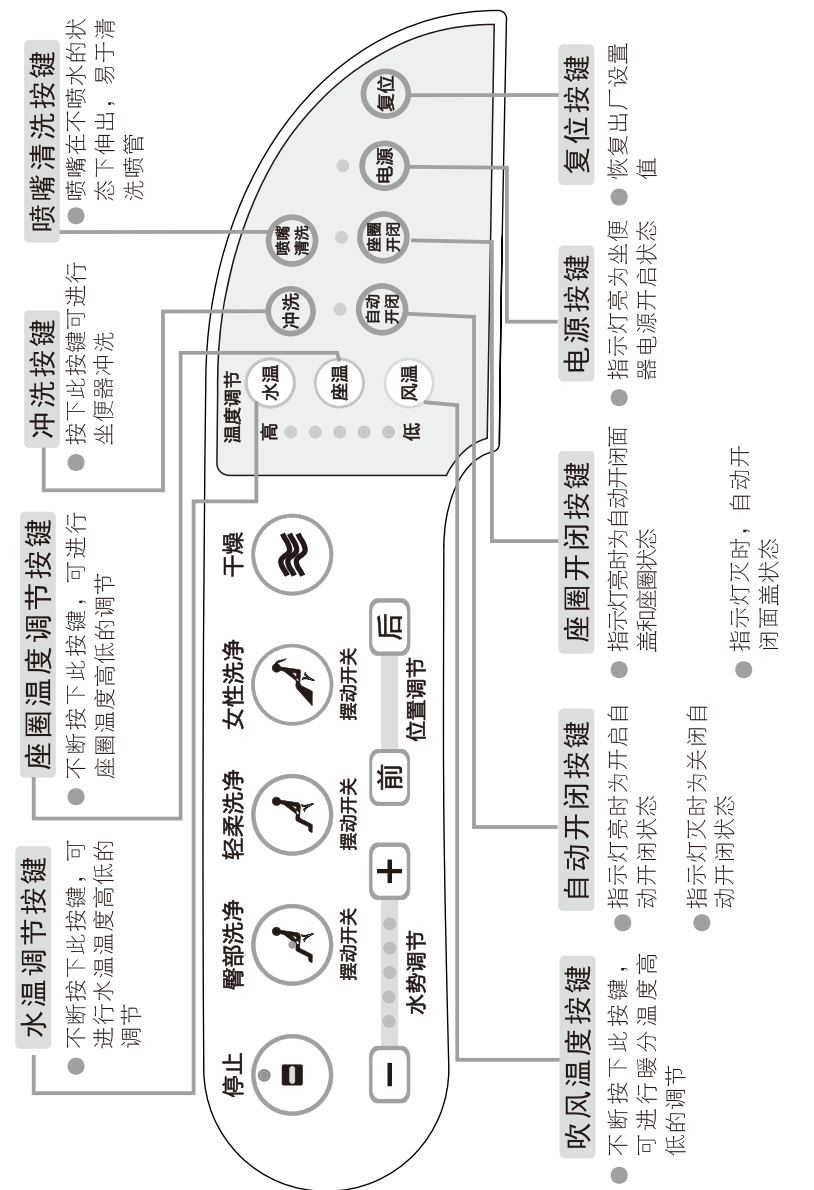 水温调节按键
●不断按下此按键，可
进行水温温度高低的
调节
座圈温度调节按键
●不断按下此按键，可进行
座圈温度高低的调节
冲洗按键
●按下此按键可进行
坐便器冲洗
喷嘴清洗按键
●喷嘴在不喷水的状
态下伸出，易于清
洗喷管
停止
臀部洗净
轻柔洗净
女性洗净
干燥
摆动开关
摆动开关
摆动开关
−
水势调节
+
前
位置调节
后
温度调节
高
低
水温
座温
风温
冲洗
喷嘴
清洗
自动
开闭
座圈
开闭
电源
复位
吹风温度按键
●不断按下此按键，
可进行暖分温度高
低的调节
自动开闭按键
●指示灯亮时为开启自
动开闭状态
●指示灯灭时为关闭自
动开闭状态
座圈开闭按键
●指示灯亮时为自动开闭面
盖和座圈状态
●指示灯灭时，自动开
闭面盖状态
电源按键
●指示灯亮为坐便
器电源开启状态
复位按键
●恢复出厂设置
值